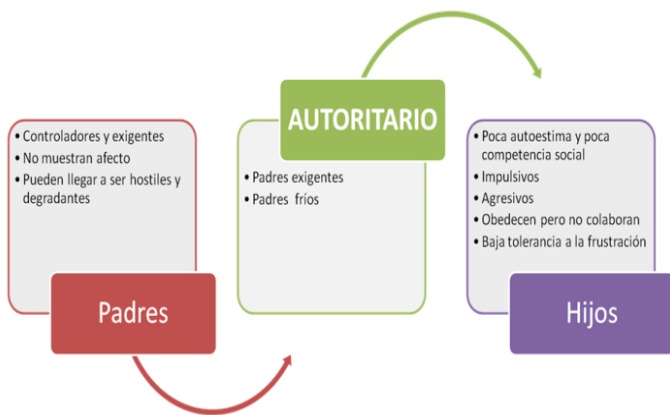 • Controladores y exigentes
• No muestran afecto
• Pueden llegar a ser hostiles y
degradantes
Padres
AUTORITARIO
• Padres exigentes
• Padres fríos
• Poca autoestima y poca
competencia social
• Impulsivos
• Agresivos
• Obedecen pero no colaboran
• Baja tolerancia a la frustración
Hijos